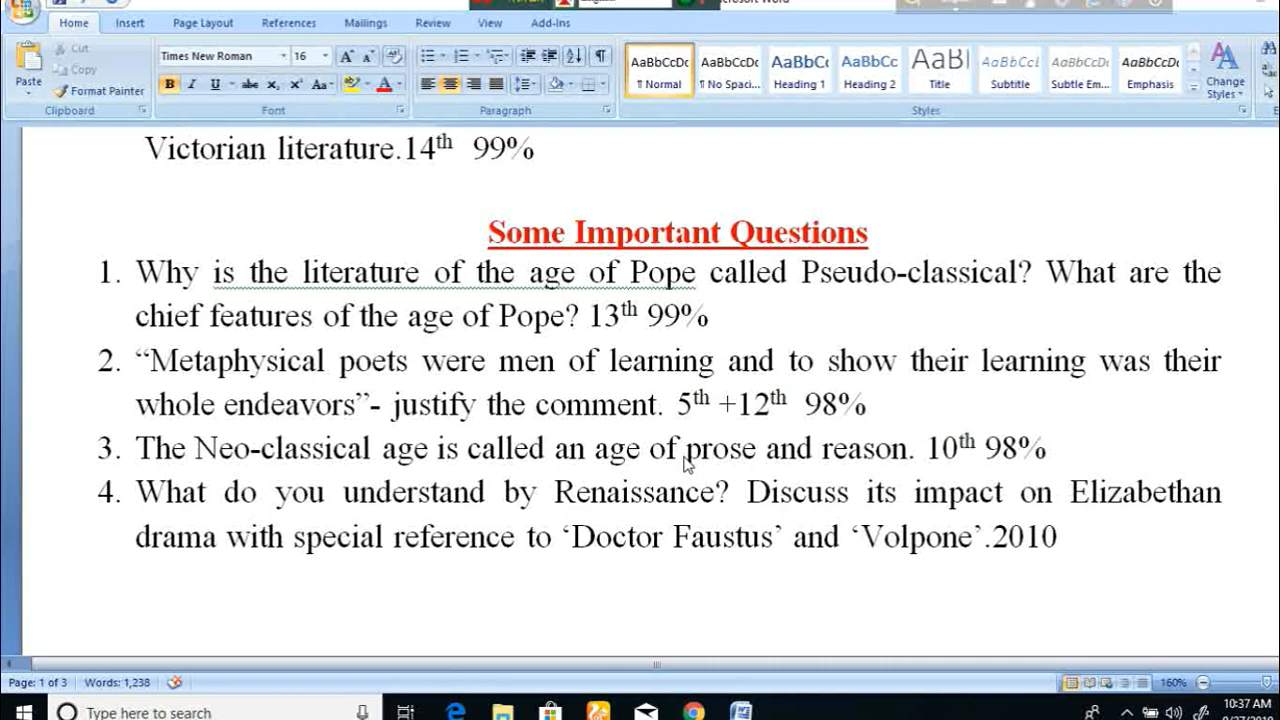 Home Insert Page Layout References Mailings Review View Add-Ins
Cut
Copy
Paste
Format Painter
Times New Roman 16
AaBbCcDc AaBbCcDc AaBbCc AaBbCc AaBbCcl AaBbCcDc AaBbCcDc
¶ Normal ¶ No Spaci... Heading 1 Heading 2 Title Subtitle Subtle Em... Emphasis
Change
Styles
Clipboard Font Paragraph Styles
Victorian literature.14th 99%
Some Important Questions
1. Why is the literature of the age of Pope called Pseudo-classical? What are the
chief features of the age of Pope? 13th 99%
2. “Metaphysical poets were men of learning and to show their learning was their
whole endeavors”- justify the comment. 5th +12th 98%
3. The Neo-classical age is called an age of prose and reason. 10th 98%
4. What do you understand by Renaissance? Discuss its impact on Elizabethan
drama with special reference to ‘Doctor Faustus’ and ‘Volpone’.2010
Page: 1 of 3 Words: 1,238 160%
Type here to search 10:37 AM